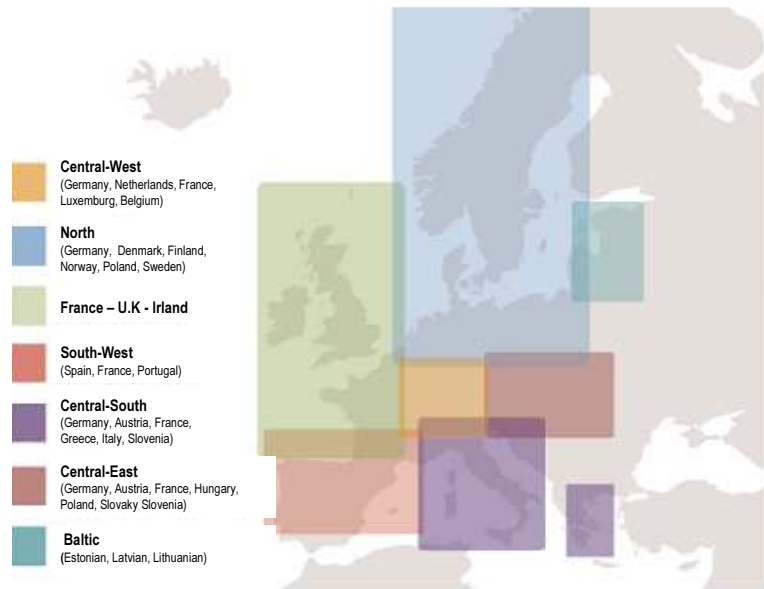 Central-West
(Germany, Netherlands, France,
Luxemburg, Belgium)
North
(Germany, Denmark, Finland,
Norway, Poland, Sweden)
France – U.K - Irland
South-West
(Spain, France, Portugal)
Central-South
(Germany, Austria, France,
Greece, Italy, Slovenia)
Central-East
(Germany, Austria, France, Hungary,
Poland, Slovaky Slovenia)
Baltic
(Estonian, Latvian, Lithuanian)